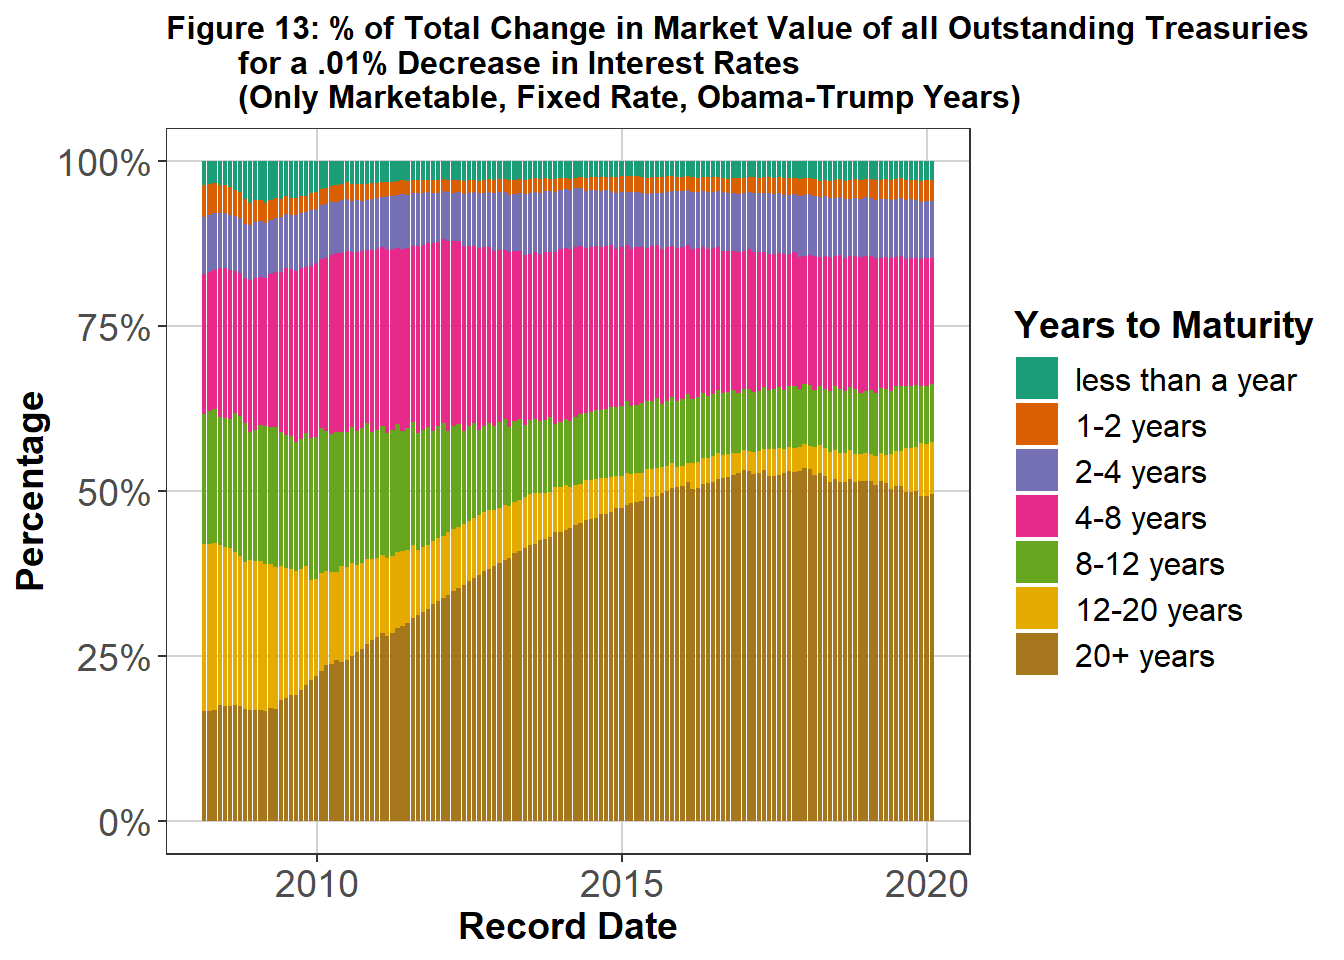 Figure 13: % of Total Change in Market Value of all Outstanding Treasuries
for a .01% Decrease in Interest Rates
(Only Marketable, Fixed Rate, Obama-Trump Years)
100%
75%
50%
25%
0%
Percentage
2010
2015
2020
Record Date
Years to Maturity
less than a year
1-2 years
2-4 years
4-8 years
8-12 years
12-20 years
20+ years